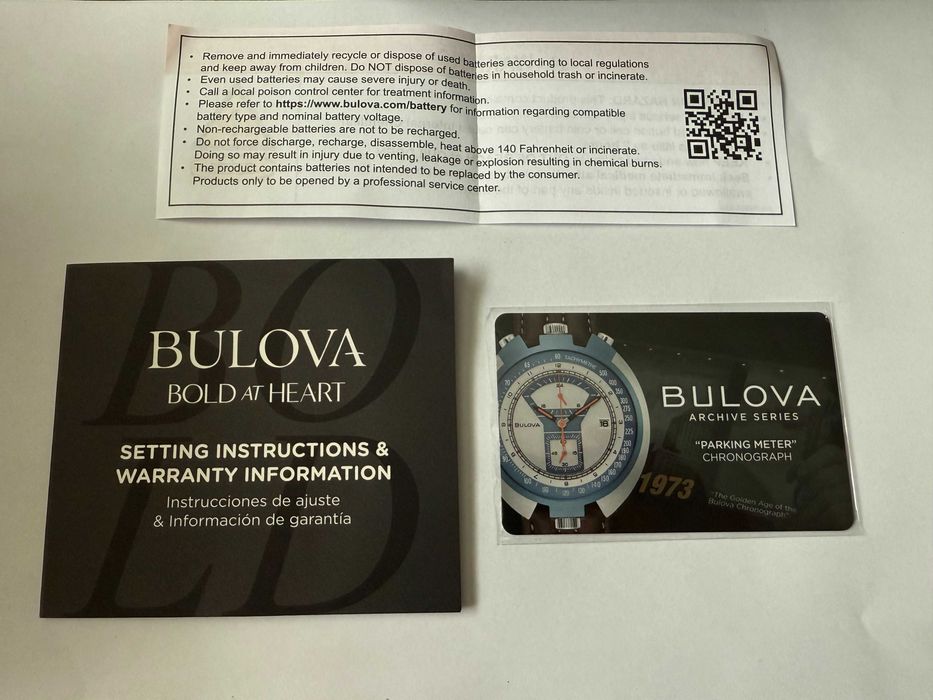 • Remove and immediately recycle or dispose of used batteries according to local regulations
and keep away from children. Do NOT dispose of batteries in household trash or incinerate.
• Even used batteries may cause severe injury or death.
• Call a local poison control center for treatment information.
• Please refer to https://www.bulova.com/battery for information regarding compatible
battery type and nominal battery voltage.
• Non-rechargeable batteries are not to be recharged.
• Do not force discharge, recharge, disassemble, heat above 140 Fahrenheit or incinerate.
Doing so may result in injury due to venting, leakage or explosion resulting in chemical burns.
• The product contains batteries not intended to be replaced by the consumer.
Products only to be opened by a professional service center.
BOLD
BULOVA
BOLD AT HEART
SETTING INSTRUCTIONS &
WARRANTY INFORMATION
Instrucciones de ajuste
& Información de garantía
TACHYMETRE
BULOVA
16
BULOVA
ARCHIVE SERIES
"PARKING METER"
CHRONOGRAPH
1973
"The Golden Age of the
Bulova Chronograph"